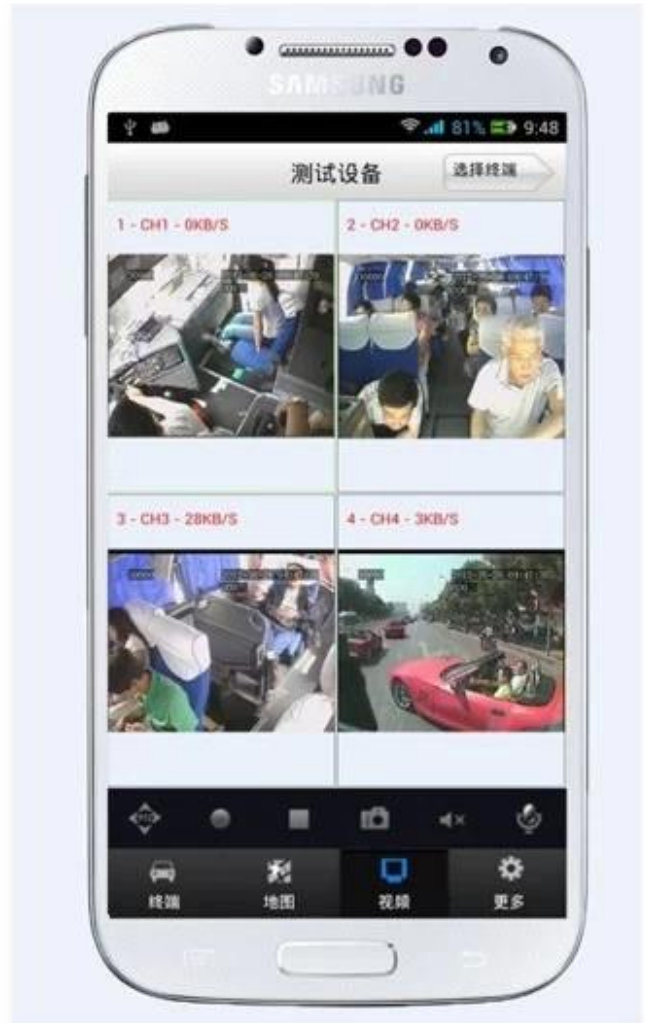 SAMSUNG
81% 9:48
测试设备
选择终端
1 - CH1 - 0KB/S
2 - CH2 - 0KB/S
3 - CH3 - 28KB/S
4 - CH4 - 3KB/S
终端
地图
视频
更多